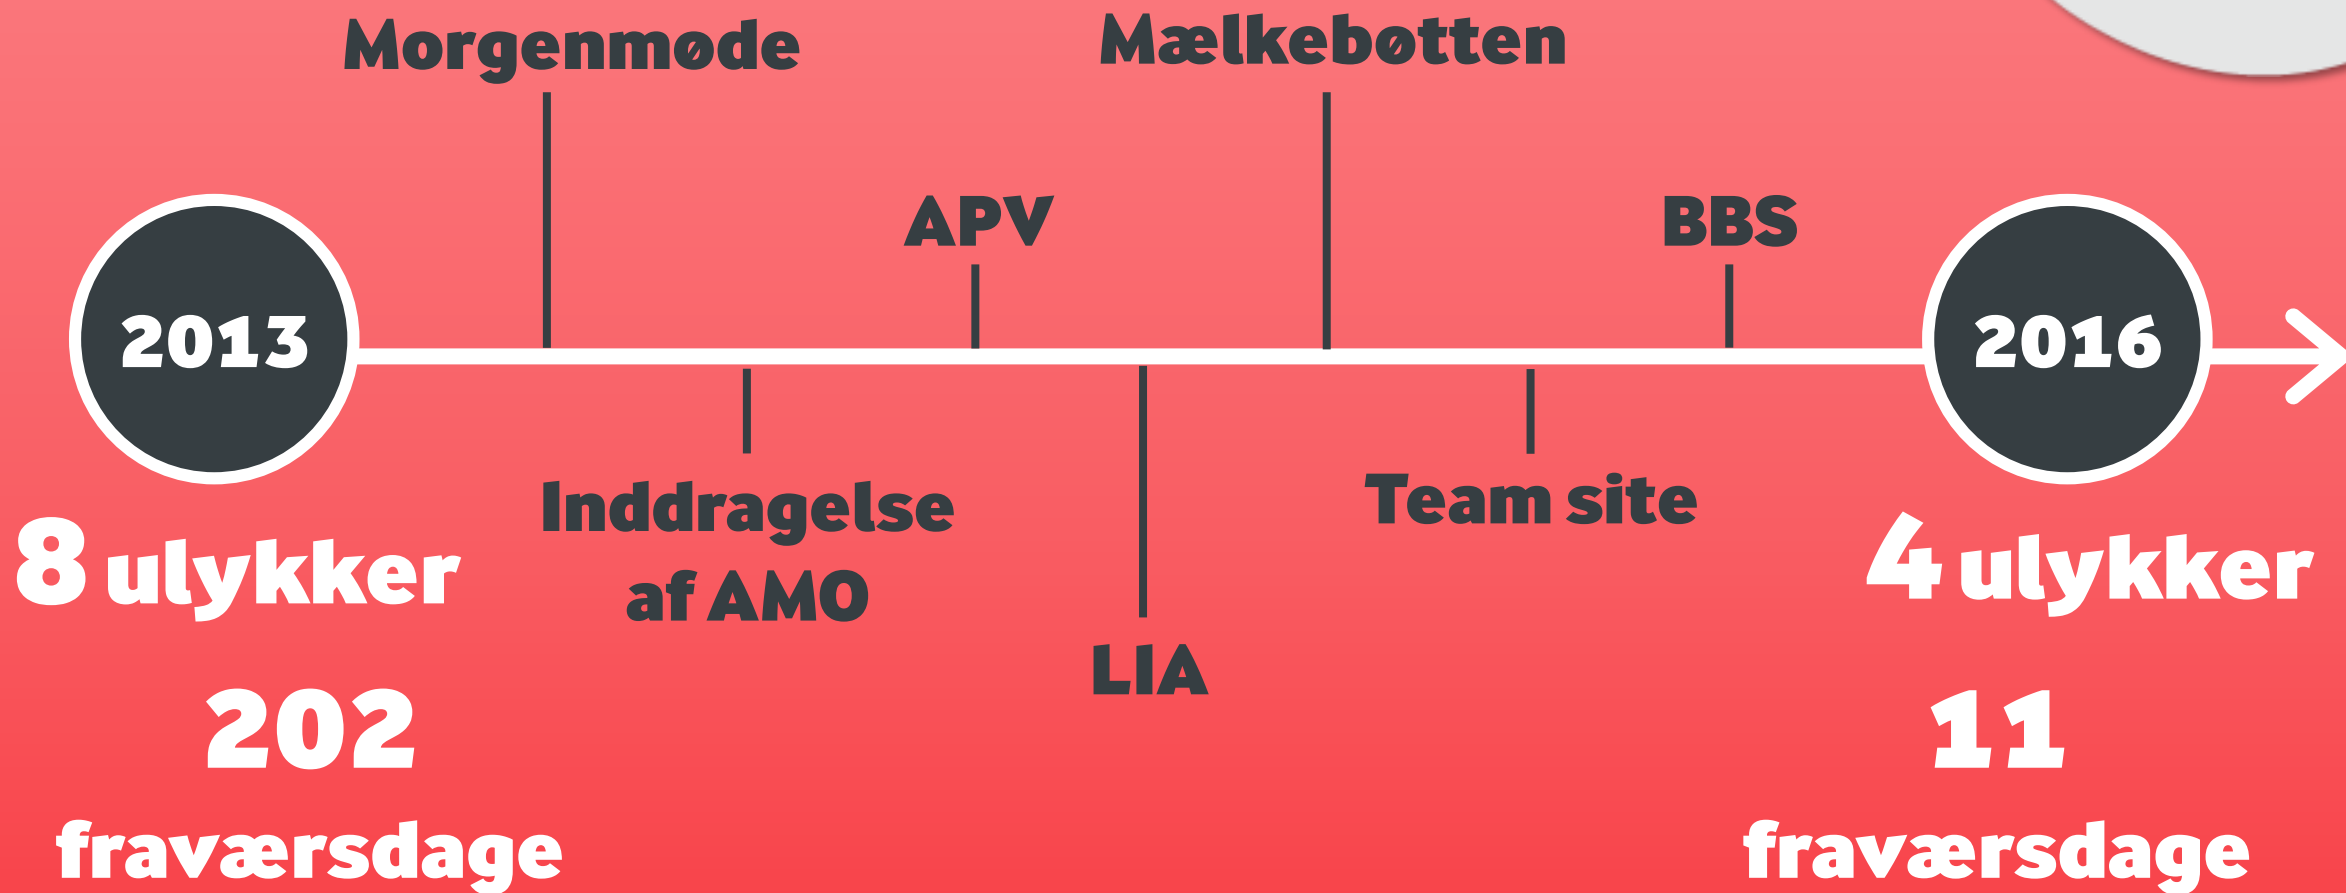 Morgenmøde
Mælkebøtten
APV
BBS
2013
2016
Inddragelse
af AMO
Team site
LIA
8 ulykker
202
fraværsdage
4 ulykker
11
fraværsdage